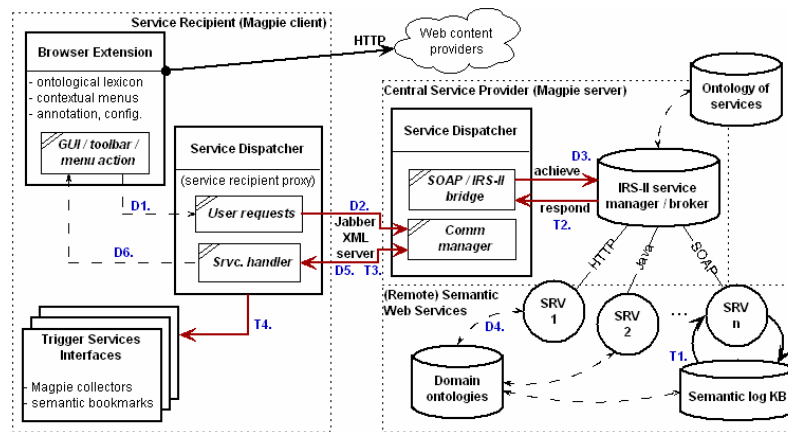 Service Recipient (Magpie client)
Browser Extension
- ontological lexicon
- contextual menus
- annotation, config.
GUI / toolbar /
menu action
HTTP
Web content
providers
Central Service Provider (Magpie server)
Ontology of
services
Service Dispatcher
(service recipient proxy)
User requests
Srvc. handler
D1.
D6.
D2.
Jabber
XML
server
D5. T3.
T4.
Service Dispatcher
SOAP / IRS-II
bridge
Comm
manager
D3.
achieve
respond
T2.
IRS-II service
manager / broker
HTTP
Java
SOAP
(Remote) Semantic
Web Services
D4.
SRV
1
SRV
2
...
SRV
n
T1.
Domain
ontologies
Semantic log KB
Trigger Services
Interfaces
- Magpie collectors
- semantic bookmarks